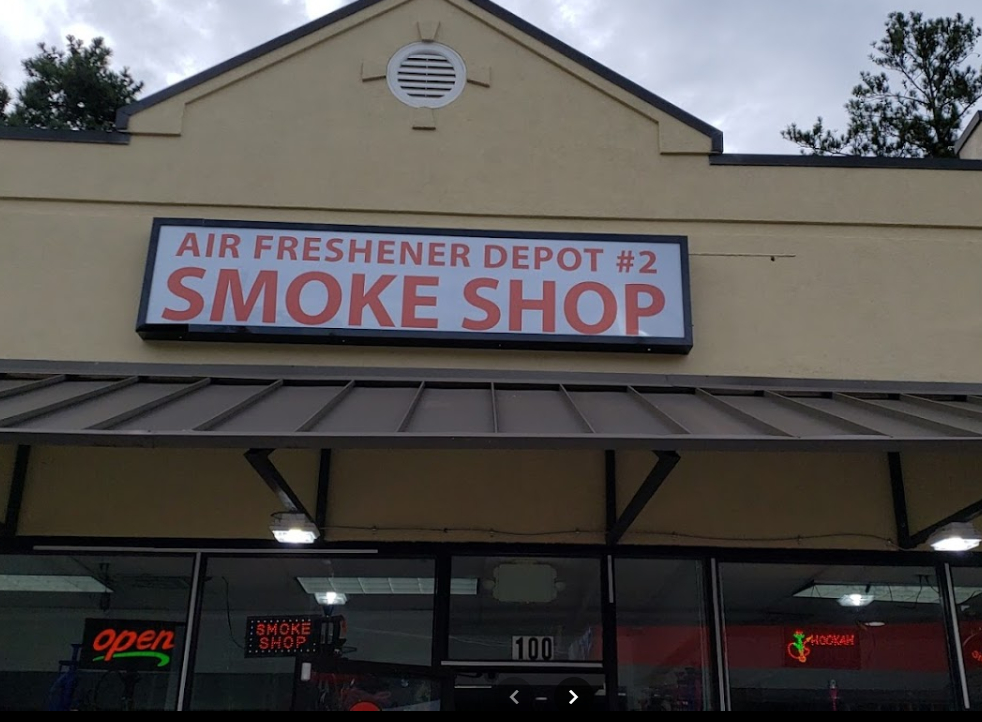 AIR FRESHENER DEPOT #2
SMOKE SHOP
open
SMOKE
SHOP
100
HOOKAH